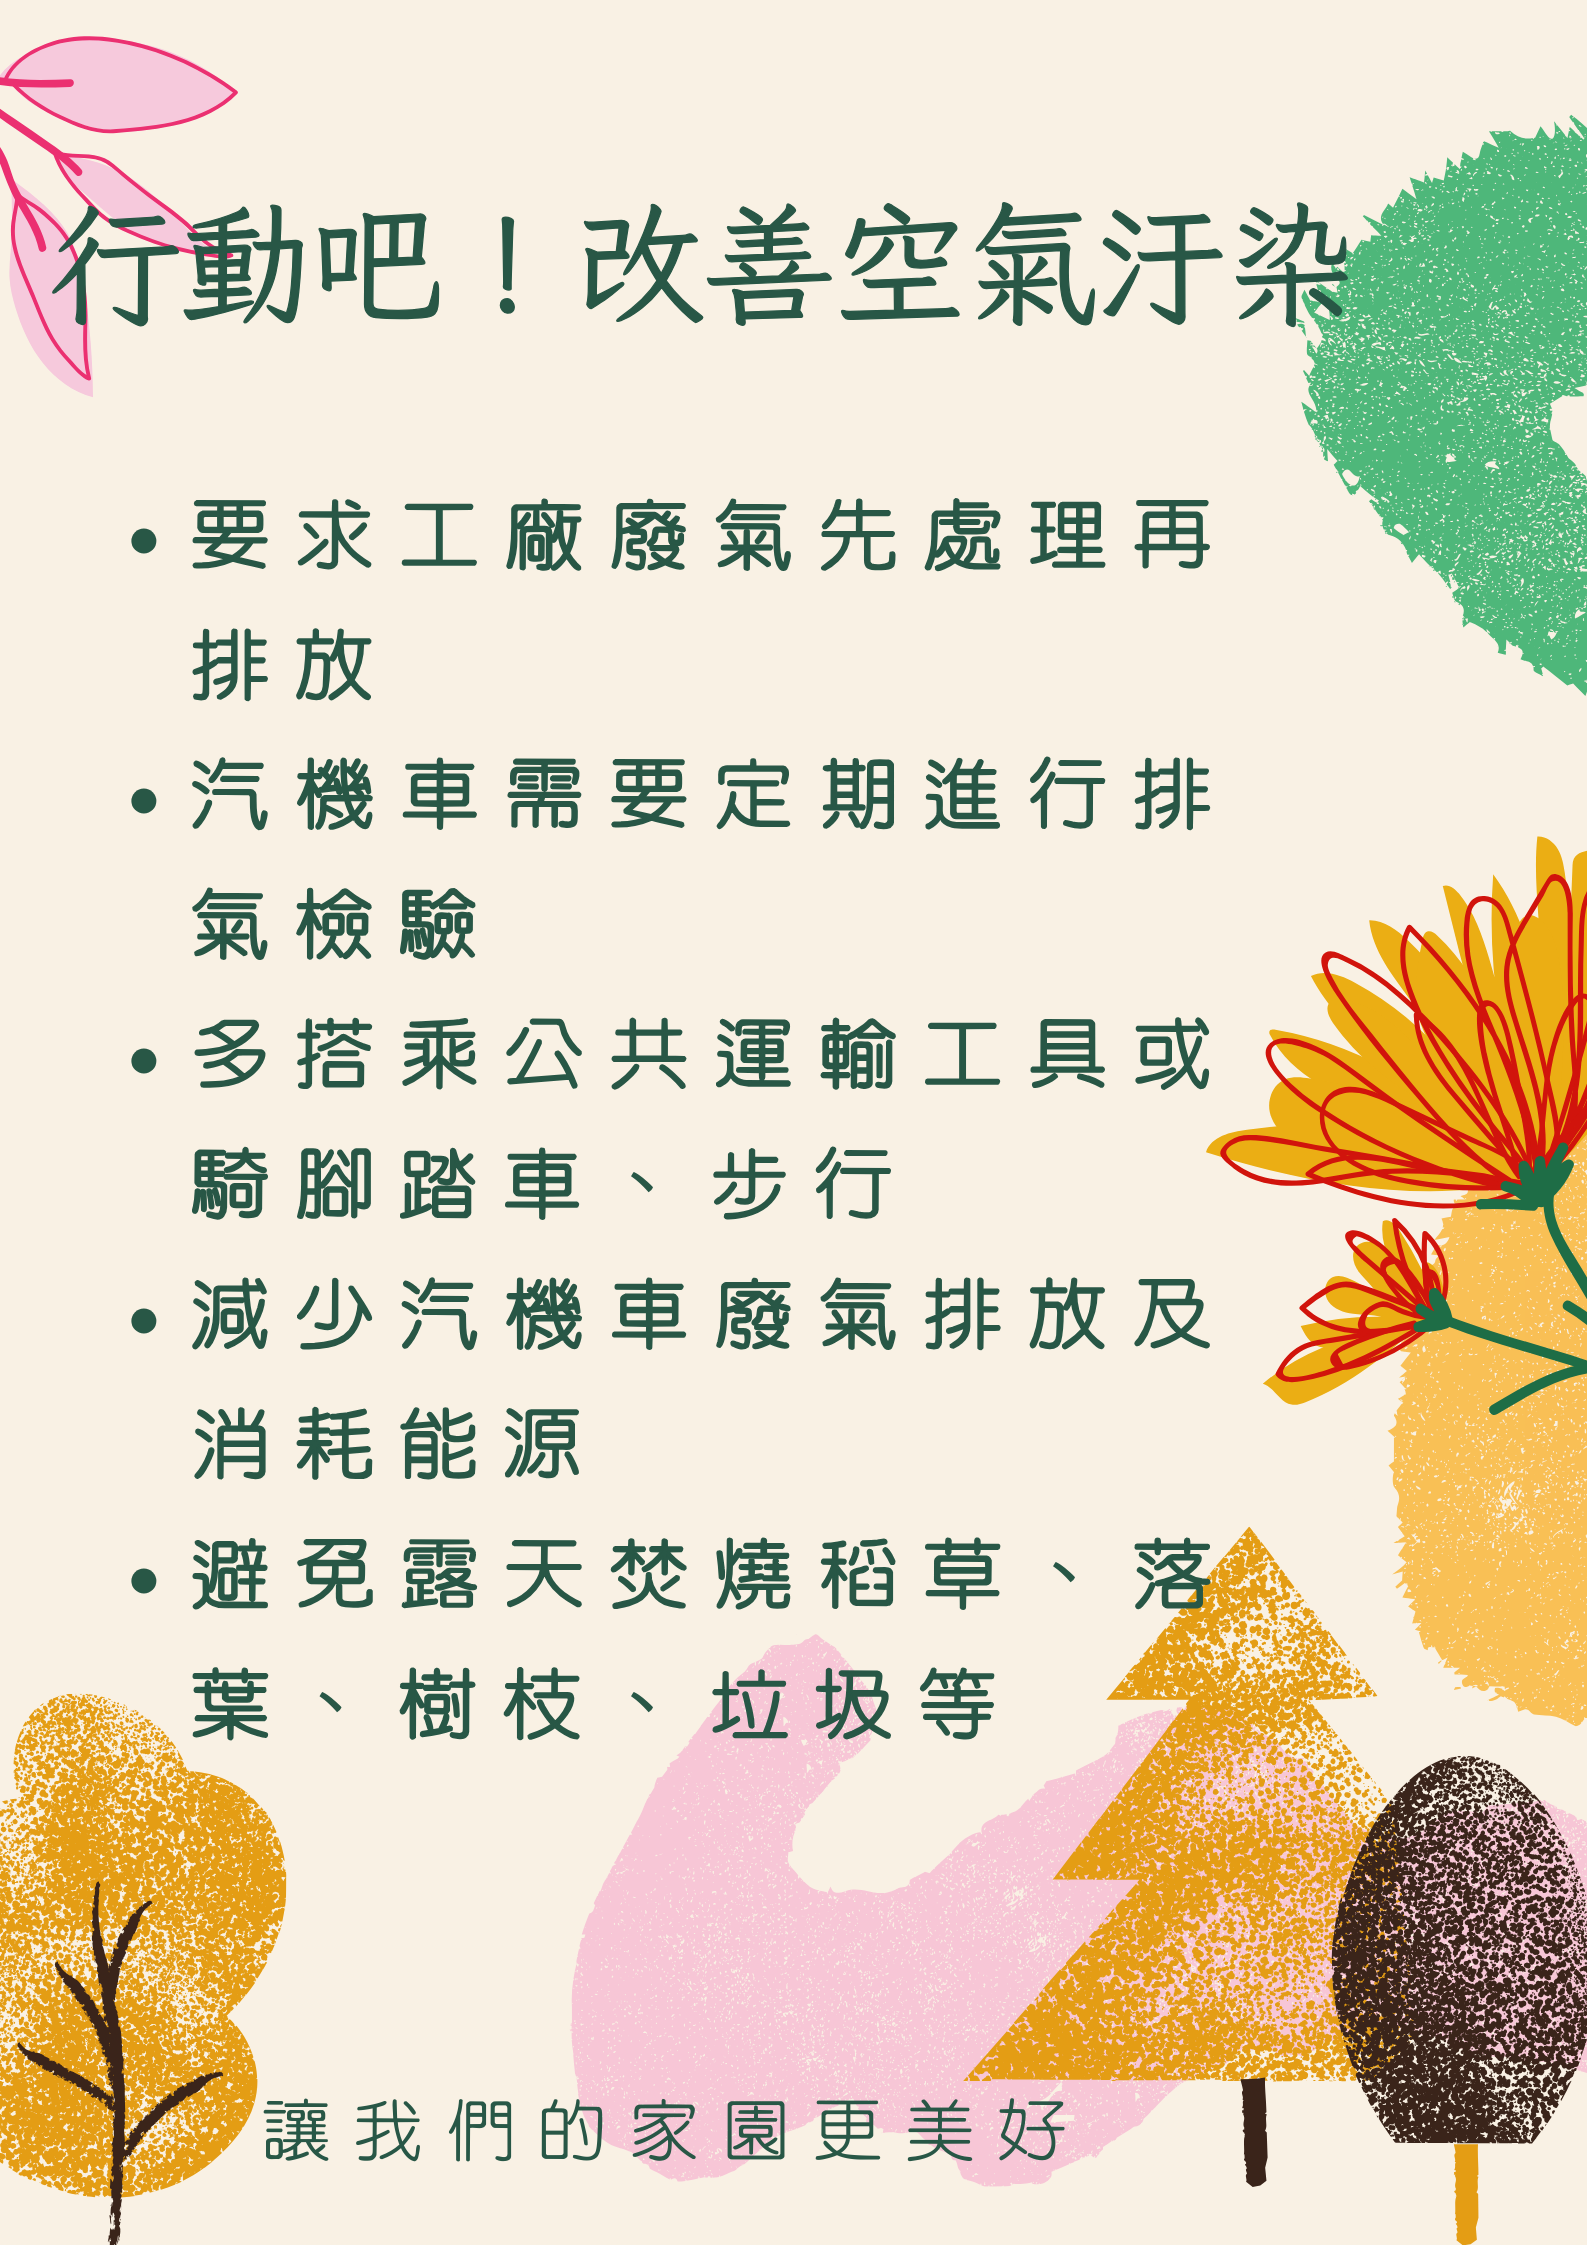 行動吧！改善空氣汙染
• 要求工廠廢氣先處理再
排放
• 汽機車需要定期進行排
氣檢驗
• 多搭乘公共運輸工具或
騎腳踏車、步行
• 減少汽機車廢氣排放及
消耗能源
• 避免露天焚燒稻草、落
葉、樹枝、垃圾等
讓我們的家園更美好